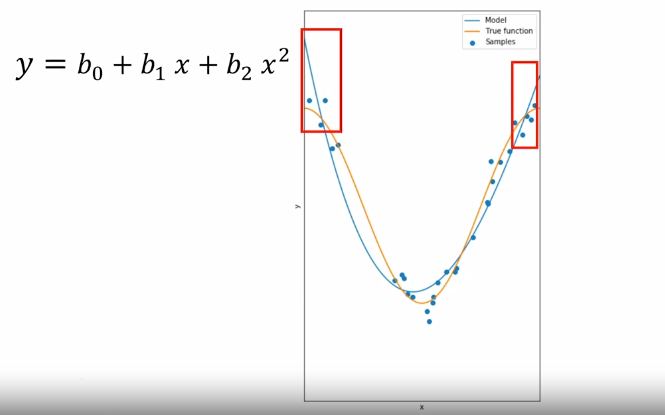 y = b₀ + b₁ x + b₂ x²
Model
True function
Samples
y
x